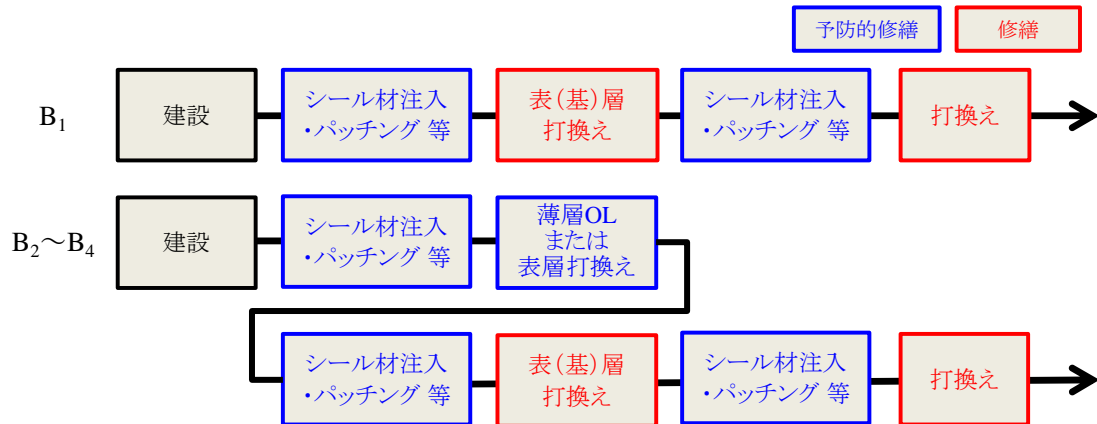 予防的修繕
修繕
B1
建設
シール材注入
・パッチング 等
表(基)層
打換え
シール材注入
・パッチング 等
打換え
B2～B4
建設
シール材注入
・パッチング 等
薄層OL
または
表層打換え
シール材注入
・パッチング 等
表(基)層
打換え
シール材注入
・パッチング 等
打換え